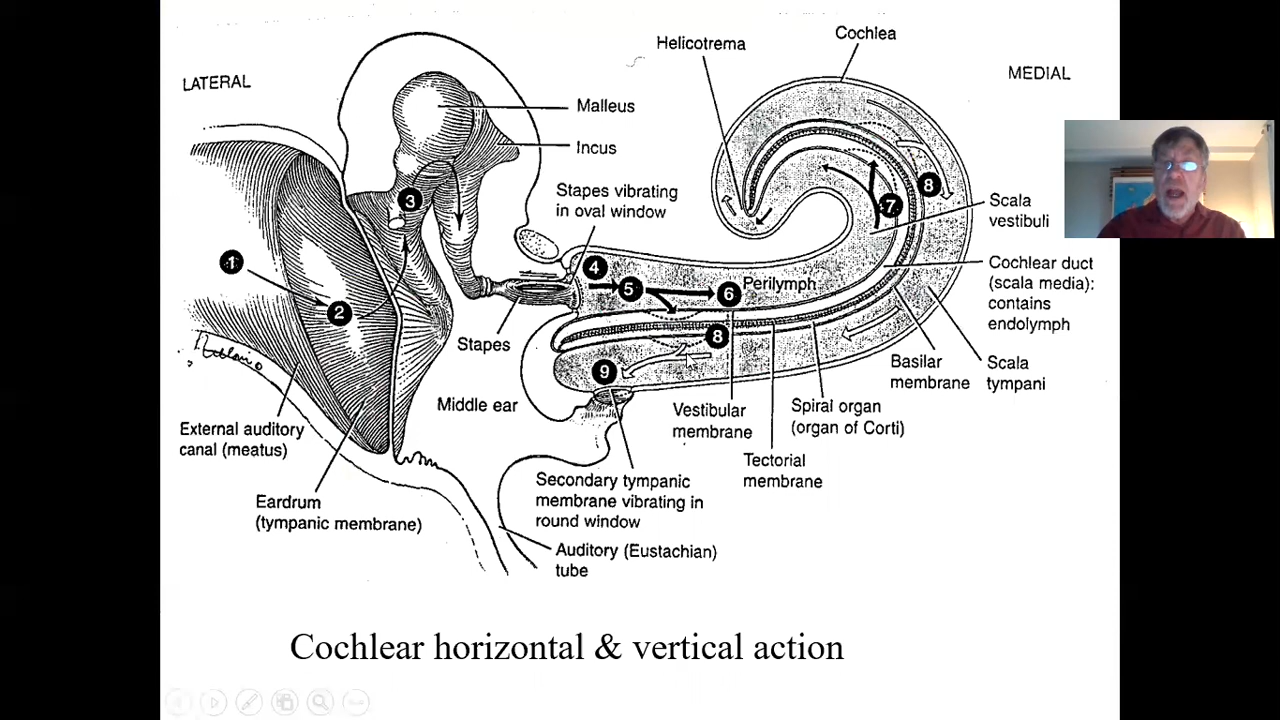 Cochlea
Helicotrema
LATERAL
MEDIAL
Malleus
Incus
Stapes vibrating
in oval window
3
8
7
Scala
vestibuli
1
4
5
6
Perilymph
Cochlear duct
(scala media):
contains
endolymph
2
8
Stapes
9
Basilar
membrane
Scala
tympani
Middle ear
Vestibular
membrane
Spiral organ
(organ of Corti)
External auditory
canal (meatus)
Tectorial
membrane
Secondary tympanic
membrane vibrating in
round window
Eardrum
(tympanic membrane)
Auditory (Eustachian)
tube
Cochlear horizontal & vertical action